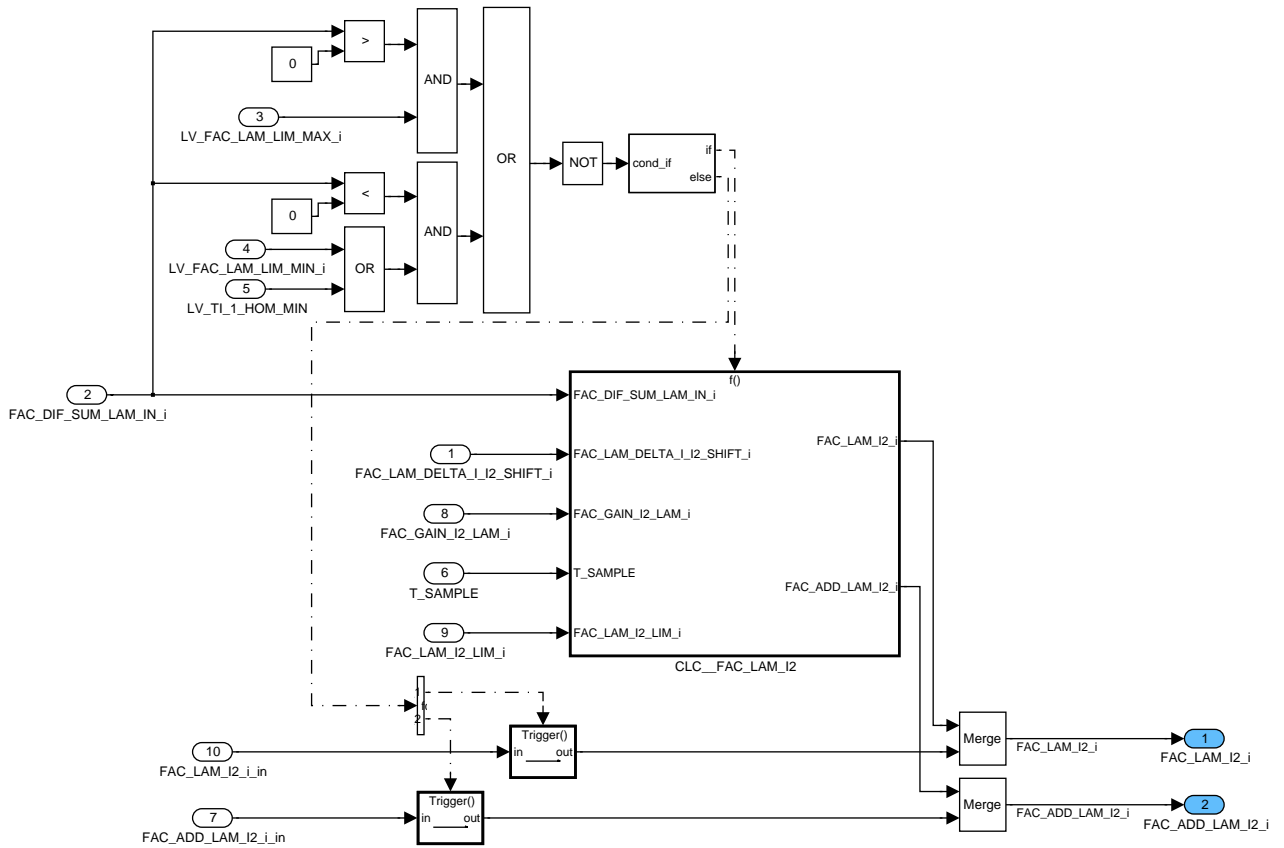 >
0
AND
3
LV_FAC_LAM_LIM_MAX_i
OR
NOT
cond_if
if
else
<
0
AND
4
LV_FAC_LAM_LIM_MIN_i
OR
5
LV_TI_1_HOM_MIN
f()
2
FAC_DIF_SUM_LAM_IN_i
FAC_DIF_SUM_LAM_IN_i
FAC_LAM_I2_i
1
FAC_LAM_DELTA_I_I2_SHIFT_i
FAC_LAM_DELTA_I_I2_SHIFT_i
8
FAC_GAIN_I2_LAM_i
FAC_GAIN_I2_LAM_i
6
T_SAMPLE
T_SAMPLE
FAC_ADD_LAM_I2_i
9
FAC_LAM_I2_LIM_i
FAC_LAM_I2_LIM_i
CLC__FAC_LAM_I2
1
2
Trigger()
in
out
10
FAC_LAM_I2_i_in
Merge
FAC_LAM_I2_i
1
FAC_LAM_I2_i
Trigger()
in
out
7
FAC_ADD_LAM_I2_i_in
Merge
FAC_ADD_LAM_I2_i
2
FAC_ADD_LAM_I2_i